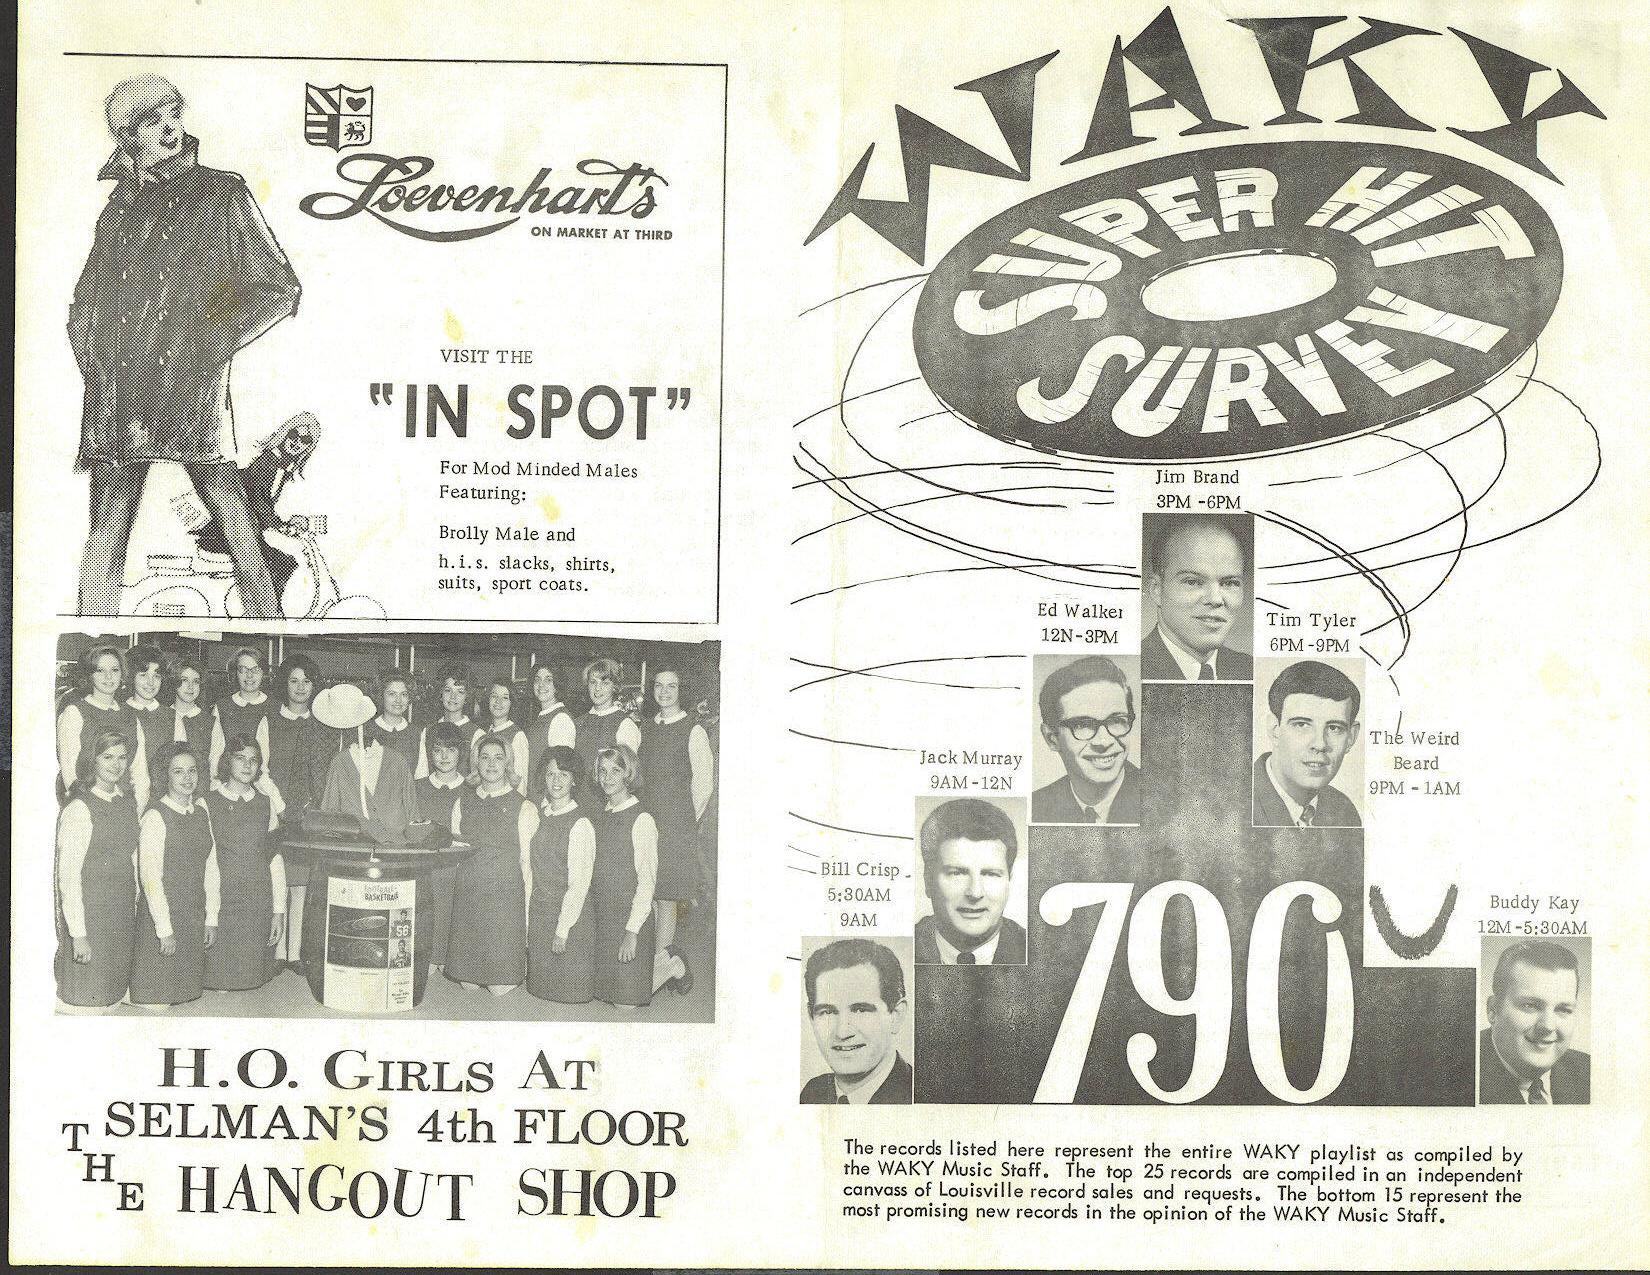 Loevenhart's
ON MARKET AT THIRD
VISIT THE
"IN SPOT"
For Mod Minded Males
Featuring:
Brolly Male and
h.i.s. slacks, shirts,
suits, sport coats.
FOOTBALL-
BASKETBALL
56
H.O. GIRLS AT
SELMAN'S 4th FLOOR
THE HANGOUT SHOP
WAKY
SUPER HIT
SURVEY
Jim Brand
3PM -6PM
Ed Walker
12N-3PM
Tim Tyler
6PM -9PM
Jack Murray
9AM -12N
The Weird
Beard
9PM - 1AM
Bill Crisp
5:30AM
9AM
Buddy Kay
12M -5:30AM
790
The records listed here represent the entire WAKY playlist as compiled by
the WAKY Music Staff. The top 25 records are compiled in an independent
canvass of Louisville record sales and requests. The bottom 15 represent the
most promising new records in the opinion of the WAKY Music Staff.